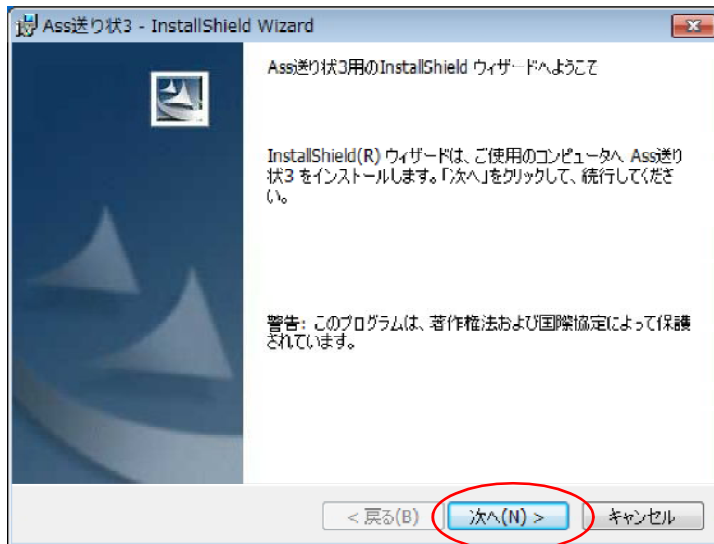 Ass送り状3 - InstallShield Wizard
Ass送り状3用のInstallShield ウィザードへようこそ
InstallShield(R) ウィザードは、ご使用のコンピュータへ Ass送り
状3 をインストールします。「次へ」をクリックして、続行してくださ
い。
警告: このプログラムは、著作権法および国際協定によって保護
されています。
< 戻る(B)
次へ(N) >
キャンセル